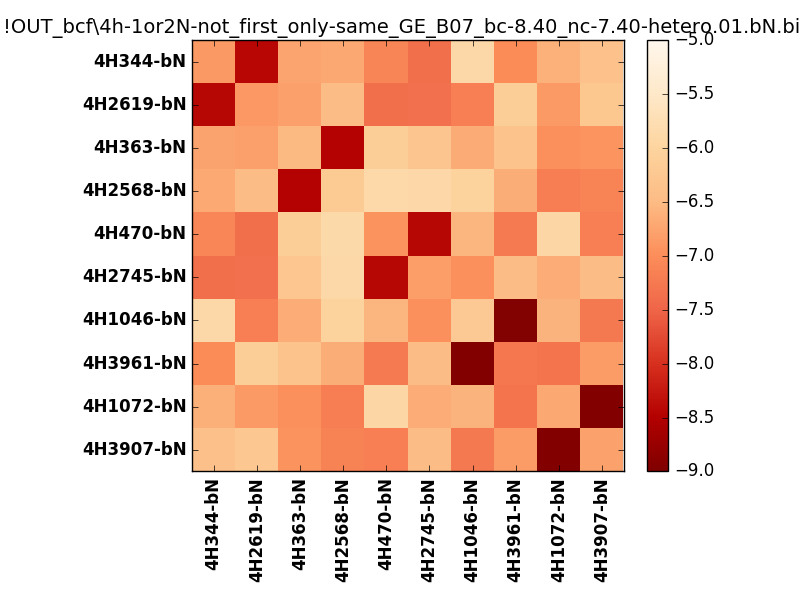 !OUT_bcf\4h-1or2N-not_first_only-same_GE_B07_bc-8.40_nc-7.40-hetero.01.bN.bi
4H344-bN
4H2619-bN
4H363-bN
4H2568-bN
4H470-bN
4H2745-bN
4H1046-bN
4H3961-bN
4H1072-bN
4H3907-bN
−5.0
−5.5
−6.0
−6.5
−7.0
−7.5
−8.0
−8.5
−9.0
4H344-bN
4H2619-bN
4H363-bN
4H2568-bN
4H470-bN
4H2745-bN
4H1046-bN
4H3961-bN
4H1072-bN
4H3907-bN